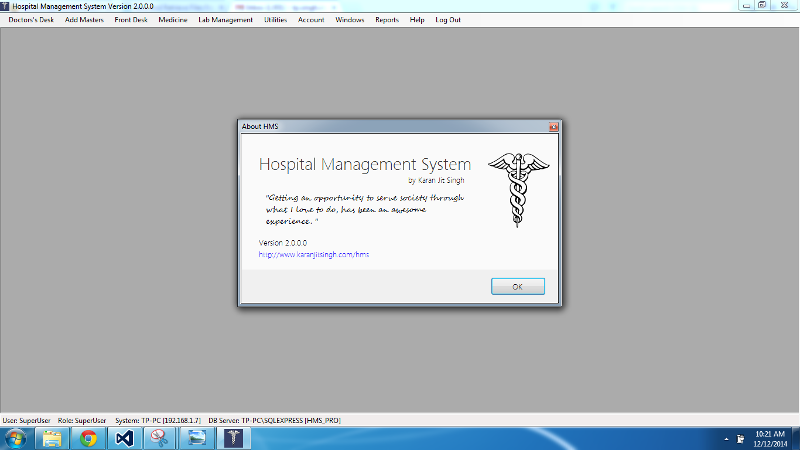 Hospital Management System Version 2.0.0.0
Doctors's Desk Add Masters Front Desk Medicine Lab Management Utilities Account Windows Reports Help Log Out
About HMS
Hospital Management System
by Karan Jit Singh
"Getting an opportunity to serve society through
what I love to do, has been an awesome
experience. "
Version 2.0.0.0
http://www.karanjitsingh.com/hms
OK
User: SuperUser Role: SuperUser System: TP-PC [192.168.1.7] DB Server: TP-PC\SQLEXPRESS [HMS_PRO]
10:21 AM
12/12/2014